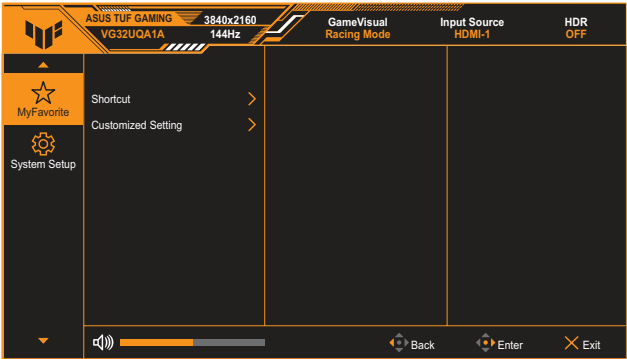 ASUS TUF GAMING 3840x2160 GameVisual Input Source HDR
VG32UQA1A 144Hz Racing Mode HDMI-1 OFF
MyFavorite
Shortcut
Customized Setting
System Setup
Back Enter Exit